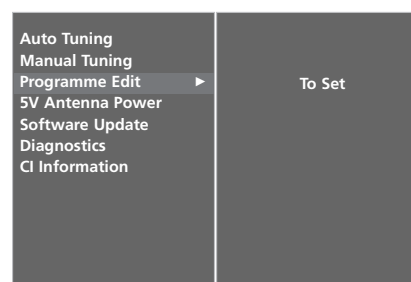 Auto Tuning
Manual Tuning
Programme Edit ►
To Set
5V Antenna Power
Software Update
Diagnostics
CI Information